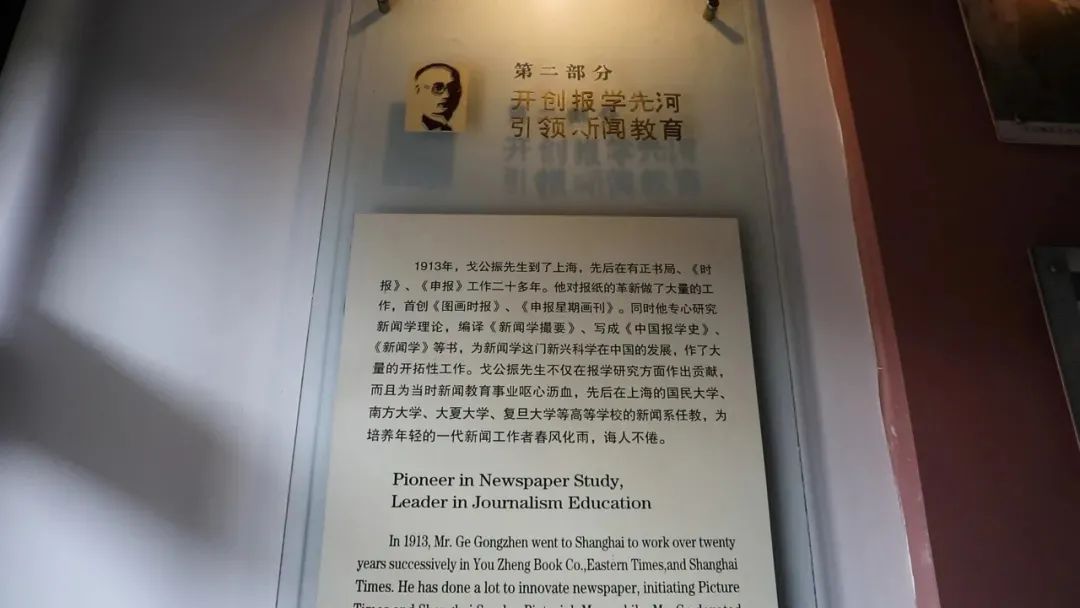 第二部分
开创报学先河
引领新闻教育
1913年，戈公振先生到了上海，先后在有正书局、《时
报》、《申报》工作二十多年。他对报纸的革新做了大量的工
作，首创《图画时报》、《申报星期画刊》。同时他专心研究
新闻学理论，编译《新闻学撮要》、写成《中国报学史》、
《新闻学》等书，为新闻学这门新兴科学在中国的发展，作了大
量的开拓性工作。戈公振先生不仅在报学研究方面作出贡献，
而且为当时新闻教育事业呕心沥血，先后在上海的国民大学、
南方大学、大夏大学、复旦大学等高等学校的新闻系任教，为
培养年轻的一代新闻工作者春风化雨，诲人不倦。
Pioneer in Newspaper Study,
Leader in Journalism Education
In 1913, Mr. Ge Gongzhen went to Shanghai to work over twenty
years successively in You Zheng Book Co.,Eastern Times,and Shanghai
Times. He has done a lot to innovate newspaper, initiating Picture